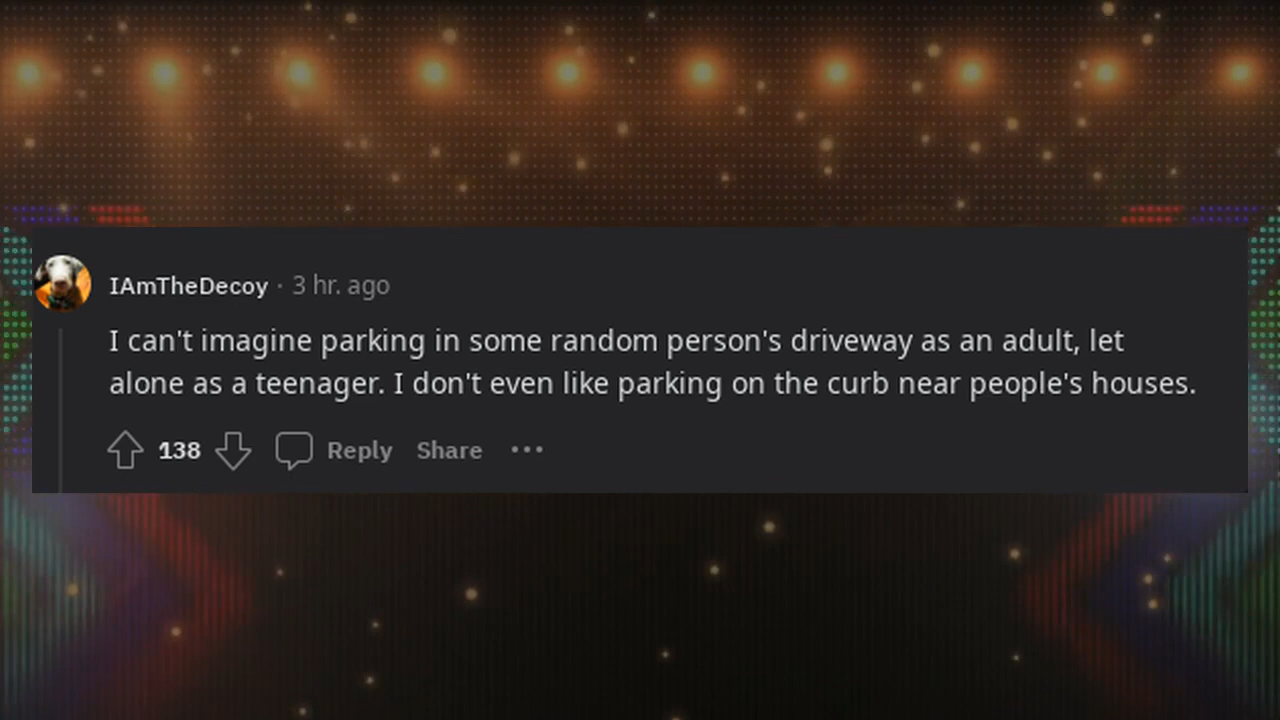 IAmTheDecoy · 3 hr. ago
I can't imagine parking in some random person's driveway as an adult, let
alone as a teenager. I don't even like parking on the curb near people's houses.
138 Reply Share •••